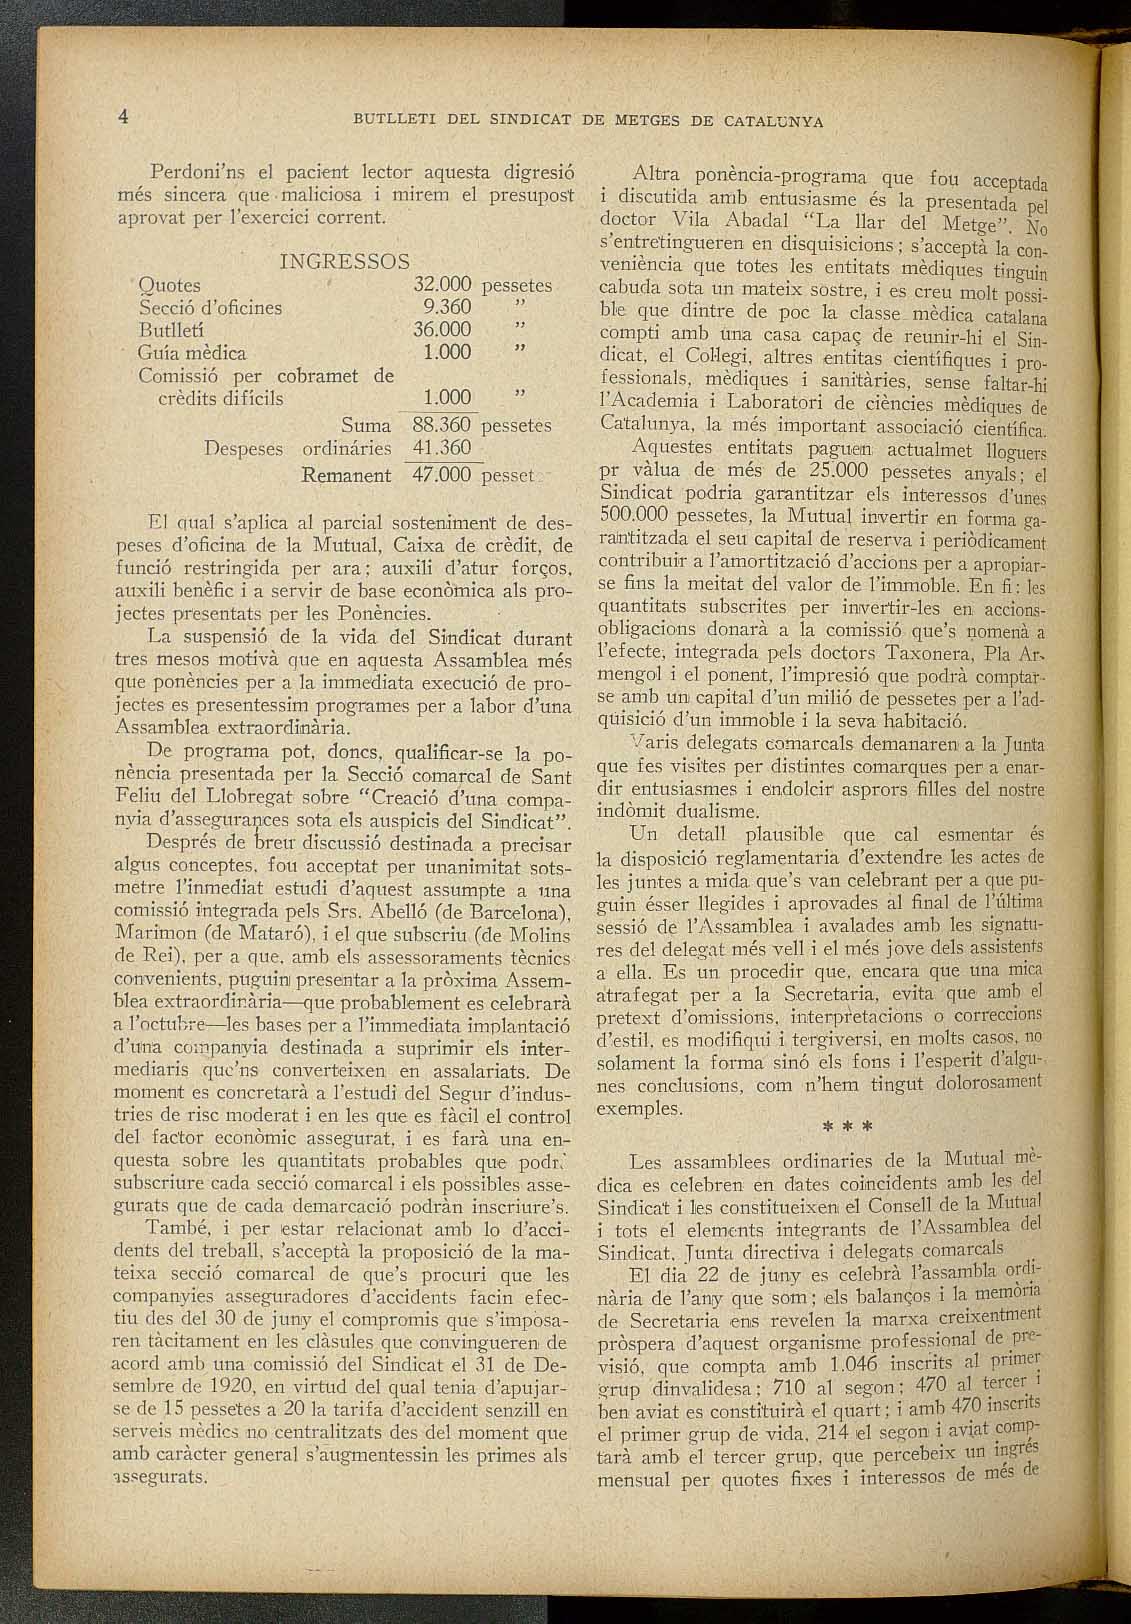 4
BUTLLETI DEL SINDICAT DE METGES DE CATALUNYA
Perdoni'ns el pacient lector aquesta digresió
més sincera que maliciosa i mirem el presupost
aprovat per l'exercici corrent.
INGRESSOS
Quotes 32.000 pessetes
Secció d'oficines 9.360 ”
Butlletí 36.000 ”
Guía mèdica 1.000 ”
Comissió per cobramet de
crèdits difícils 1.000 ”
Suma 88.360 pessetes
Despeses ordináries 41.360
Remanent 47.000 pesset
El qual s'aplica al parcial sosteniment de des-
peses d'oficina de la Mutual, Caixa de crèdit, de
funció restringida per ara; auxili d'atur forços,
auxili benèfic i a servir de base econòmica als pro-
jectes presentats per les Ponències.
La suspensió de la vida del Sindicat durant
tres mesos motivà que en aquesta Assamblea més
que ponències per a la immediata execució de pro-
jectes es presentessim programes per a labor d'una
Assamblea extraordinària.
De programa pot, doncs, qualificar-se la po-
nència presentada per la Secció comarcal de Sant
Feliu del Llobregat sobre “Creació d'una compa-
nyia d'assegurances sota els auspicis del Sindicat”.
Després de breu discussió destinada a precisar
algus conceptes, fou acceptat per unanimitat sots-
metre l'inmediat estudi d'aquest assumpte a una
comissió integrada pels Srs. Abelló (de Barcelona),
Marimon (de Mataró), i el que subscriu (de Molins
de Rei), per a que, amb els assessoraments tècnics
convenients, puguin presentar a la pròxima Assem-
blea extraordinària—que probablement es celebrarà
a l'octubre—les bases per a l'immediata implantació
d'una companyia destinada a suprimir els inter-
mediaris que'ns converteixen en assalariats. De
moment es concretarà a l'estudi del Segur d'indus-
tries de risc moderat i en les que es fàcil el control
del factor econòmic assegurat, i es farà una en-
questa sobre les quantitats probables que podr
subscriure cada secció comarcal i els possibles asse-
gurats que de cada demarcació podràn inscriure's.
També, i per estar relacionat amb lo d'acci-
dents del treball, s'acceptà la proposició de la ma-
teixa secció comarcal de que's procuri que les
companyies asseguradores d'accidents facin efec-
tiu des del 30 de juny el compromis que s'imposa-
ren tàcitament en les clàsules que convingueren de
acord amb una comissió del Sindicat el 31 de De-
sembre de 1920, en virtud del qual tenia d'apujar-
se de 15 pessetes a 20 la tarifa d'accident senzill en
serveis mèdics no centralitzats des del moment que
amb caràcter general s'augmentessin les primes als
assegurats.
Altra ponència-programa que fou acceptada
i discutida amb entusiasme és la presentada pel
doctor Vila Abadal “La llar del Metge”. No
s'entretingueren en disquisicions; s'acceptà la con-
veniència que totes les entitats mèdiques tinguin
cabuda sota un mateix sostre, i es creu molt possi-
ble que dintre de poc la classe mèdica catalana
compti amb una casa capaç de reunir-hi el Sin-
dicat, el Col·legi, altres entitas científiques i pro-
fessionals, mèdiques i sanitàries, sense faltar-hi
l'Academia i Laboratori de ciències mèdiques de
Catalunya, la més important associació científica.
Aquestes entitats paguem actualmet lloguers
pr vàlua de més de 25.000 pessetes anyals; el
Sindicat podria garantitzar els interessos d'unes
500.000 pessetes, la Mutual invertir en forma ga-
rantitzada el seu capital de reserva i periòdicament
contribuir a l'amortització d'accions per a apropiar-
se fins la meitat del valor de l'immoble. En fi: les
quantitats subscrites per invertir-les en accions-
obligacions donarà a la comissió que's nomenà a
l'efecte, integrada pels doctors Taxonera, Pla Ar-
mengol i el ponent, l'impresió que podrà comptar-
se amb un capital d'un milió de pessetes per a l'ad-
quisició d'un immoble i la seva habitació.
Varis delegats comarcals demanaren a la Junta
que fes visites per distintes comarques per a enar-
dir entusiasmes i endolcir asprors filles del nostre
indòmit dualisme.
Un detall plausible que cal esmentar és
la disposició reglamentaria d'extendre les actes de
les juntes a mida que's van celebrant per a que pu-
guin ésser llegides i aprovades al final de l'última
sessió de l'Assamblea i avalades amb les signatu-
res del delegat més vell i el més jove dels assistents
a ella. Es un procedir que, encara que una mica
atrafegat per a la Secretaria, evita que amb el
pretext d'omissions, interpretacions o correccions
d'estil, es modifiqui i tergiversi, en molts casos, no
solament la forma sinó els fons i l'esperit d'algu-
nes conclusions, com n'hem tingut dolorosament
exemples.
* * *
Les assamblees ordinaries de la Mutual mè-
dica es celebren en dates coincidents amb les del
Sindicat i les constitueixen el Consell de la Mutual
i tots el elements integrants de l'Assamblea del
Sindicat, Junta directiva i delegats comarcals
El dia 22 de juny es celebrà l'assambla ordi-
nària de l'any que som; els balanços i la memòria
de Secretaria ens revelen la marxa creixentment
pròspera d'aquest organisme professional de pre-
visió, que compta amb 1.046 inscrits al primer
grup dinvalidesa; 710 al segon; 470 al tercer i
ben aviat es constituirà el quart; i amb 470 inscrits
el primer grup de vida, 214 el segon i aviat comp-
tarà amb el tercer grup, que percebeix un ingrés
mensual per quotes fixes i interessos de més de